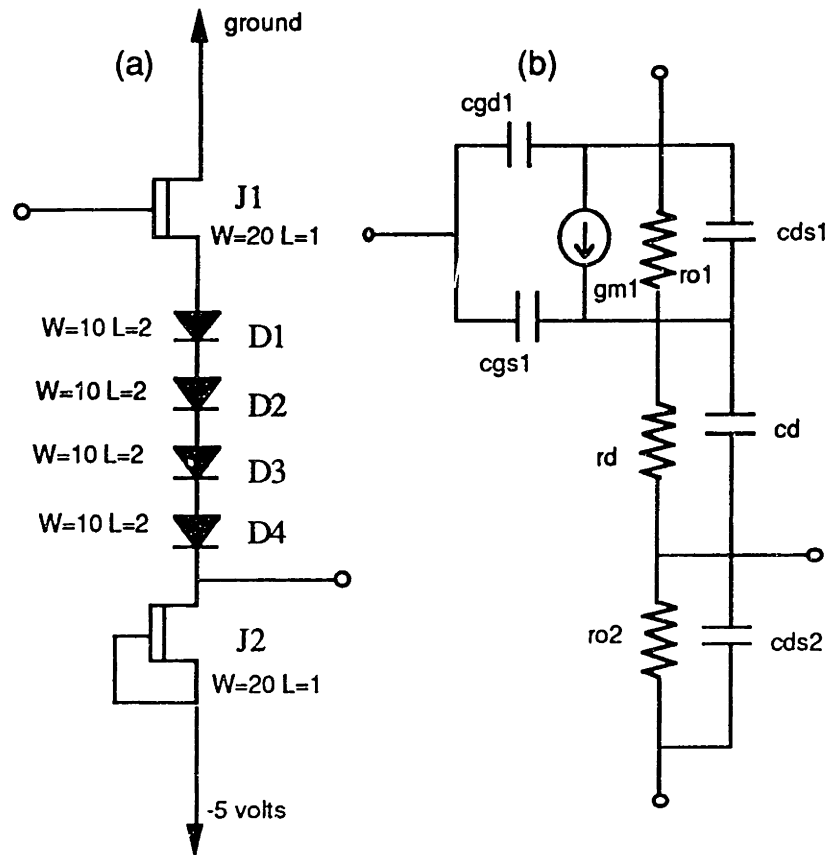 (a)
ground
J1
W=20 L=1
W=10 L=2
D1
W=10 L=2
D2
W=10 L=2
D3
W=10 L=2
D4
J2
W=20 L=1
-5 volts
(b)
cgd1
cds1
ro1
gm1
cgs1
rd
cd
ro2
cds2